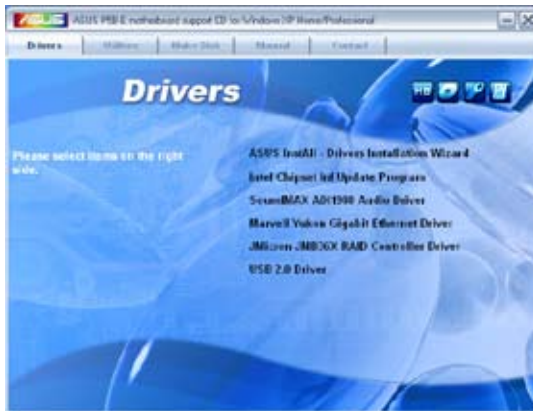 ASUS
ASUS P5B-E motherboard support CD for Windows XP Home/Professional
Drivers Utilities Make Disk Manual Contact
Drivers
Please select items on the right side.
ASUS InstAll - Drivers Installation Wizard
Intel Chipset Inf Update Program
SoundMAX ADI1988 Audio Driver
Marvell Yukon Gigabit Ethernet Driver
JMicron JMB36X RAID Controller Driver
USB 2.0 Driver